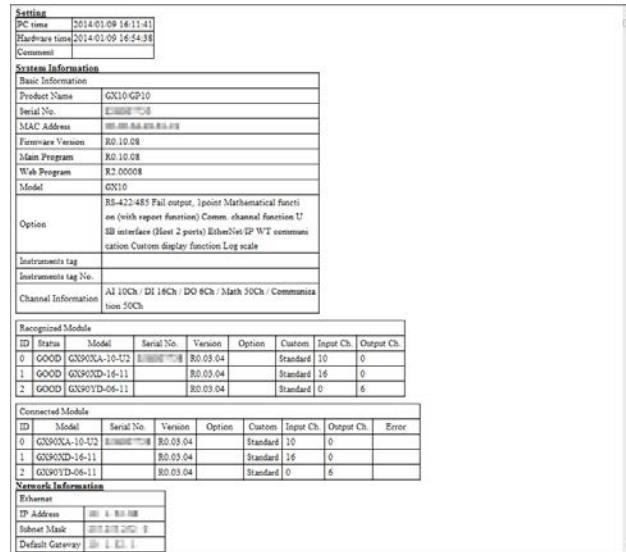 Setting
PC time 2014/01/09 16:11:41
Hardware time 2014/01/09 16:54:38
Comment
System Information
Basic Information
Product Name GX10/GP10
Serial No.
MAC Address
Firmware Version R0.10.08
Main Program R0.10.08
Web Program R2.00008
Model GX10
Option RS-422/485 Fail output, 1point Mathematical functi
on (with report function) Comm. channel function U
SB interface (Host 2 ports) EtherNet/IP WT communi
cation Custom display function Log scale
Instruments tag
Instruments tag No.
Channel Information AI 10Ch / DI 16Ch / DO 6Ch / Math 50Ch / Communica
tion 50Ch
Recognized Module
ID Status Model Serial No. Version Option Custom Input Ch. Output Ch.
0 GOOD GX90XA-10-U2 R0.03.04 Standard 10 0
1 GOOD GX90XD-16-11 R0.03.04 Standard 16 0
2 GOOD GX90YD-06-11 R0.03.04 Standard 0 6
Connected Module
ID Model Serial No. Version Option Custom Input Ch. Output Ch. Error
0 GX90XA-10-U2 R0.03.04 Standard 10 0
1 GX90XD-16-11 R0.03.04 Standard 16 0
2 GX90YD-06-11 R0.03.04 Standard 0 6
Network Information
Ethernet
IP Address
Subnet Mask
Default Gateway